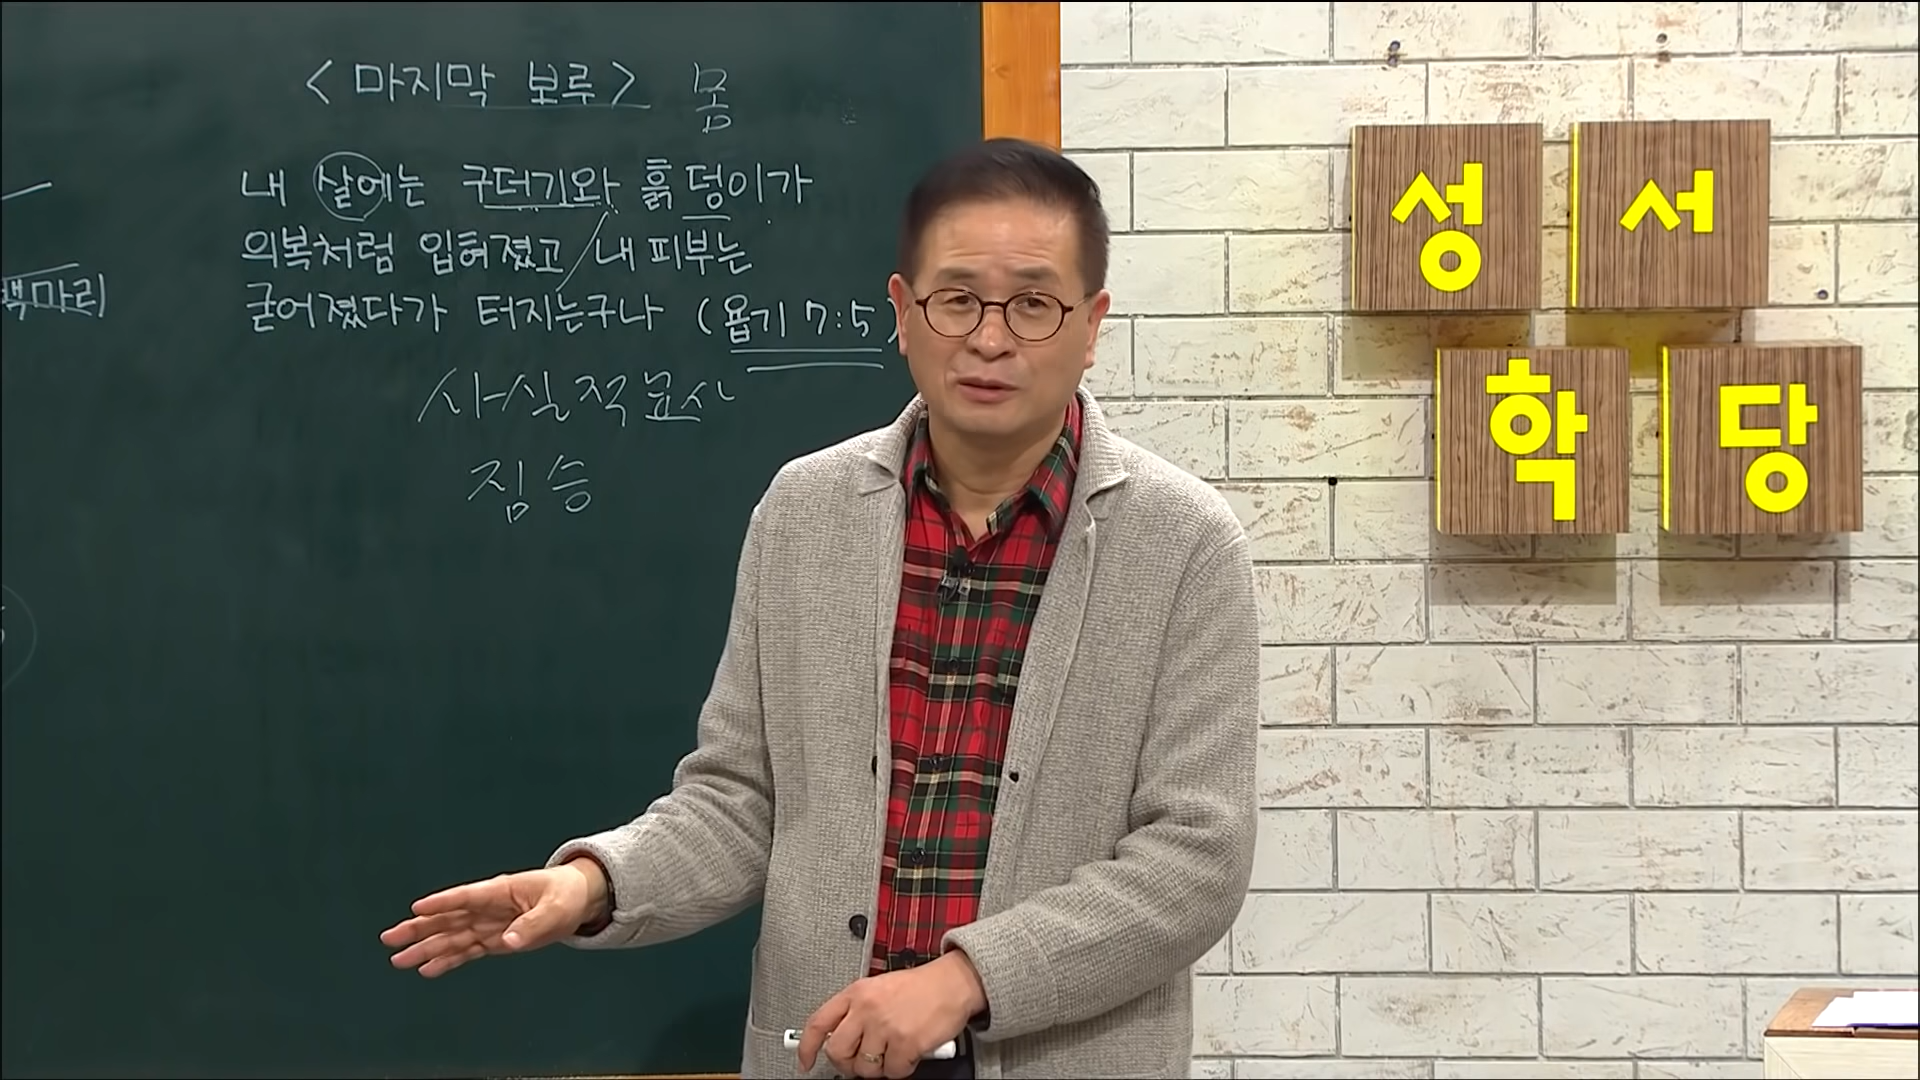 <마지막 보루> 몸
내 살에는 구더기와 흙덩이가
의복처럼 입혀졌고 내 피부는
굳어졌다가 터지는구나 (욥기 7:5)
사실적묘사
짐승
백마리
성서
학당